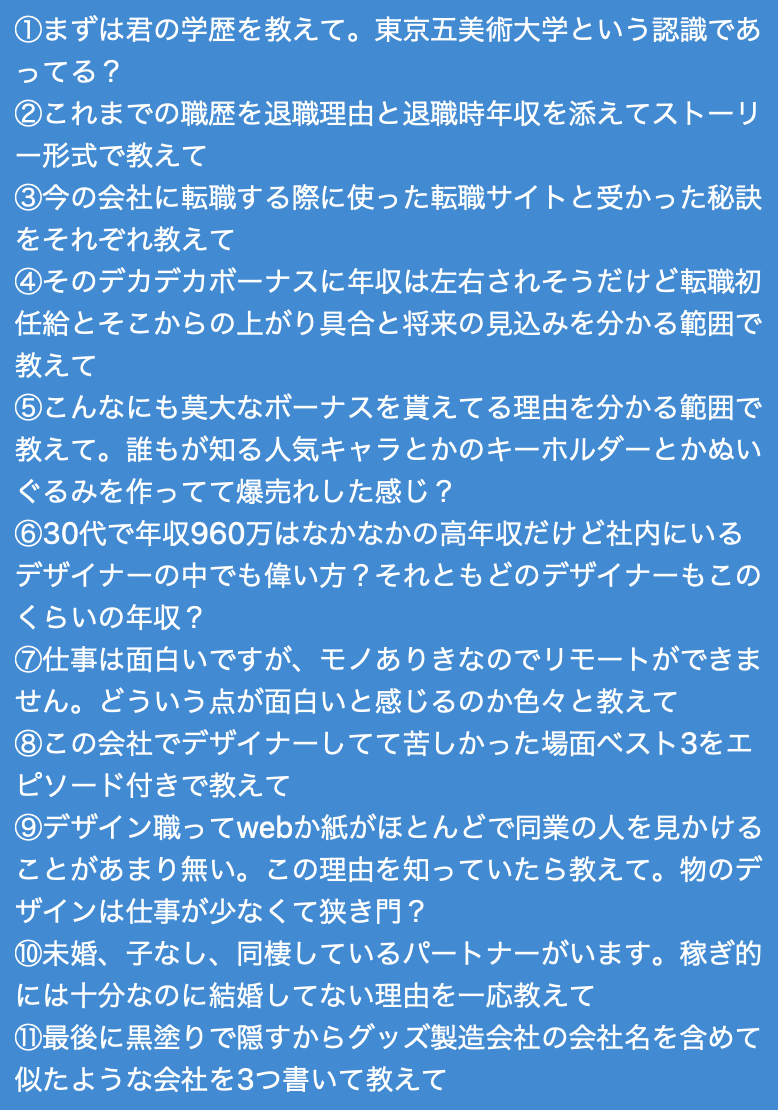 ①まずは君の学歴を教えて。東京五美術大学という認識であ
ってる？
②これまでの職歴を退職理由と退職時年収を添えてストーリ
ー形式で教えて
③今の会社に転職する際に使った転職サイトと受かった秘訣
をそれぞれ教えて
④そのデカデカボーナスに年収は左右されそうだけど転職初
任給とそこからの上がり具合と将来の見込みを分かる範囲で
教えて
⑤こんなにも莫大なボーナスを貰えてる理由を分かる範囲で
教えて。誰もが知る人気キャラとかのキーホルダーとかぬい
ぐるみを作ってて爆売れした感じ？
⑥30代で年収960万はなかなかの高年収だけど社内にいる
デザイナーの中でも偉い方？それともどのデザイナーもこの
くらいの年収？
⑦仕事は面白いですが、モノありきなのでリモートができま
せん。どういう点が面白いと感じるのか色々と教えて
⑧この会社でデザイナーしてて苦しかった場面ベスト3をエ
ピソード付きで教えて
⑨デザイン職ってwebか紙がほとんどで同業の人を見かける
ことがあまり無い。この理由を知っていたら教えて。物のデ
ザインは仕事が少なくて狭き門？
⑩未婚、子なし、同棲しているパートナーがいます。稼ぎ的
には十分なのに結婚してない理由を一応教えて
⑪最後に黒塗りで隠すからグッズ製造会社の会社名を含めて
似たような会社を3つ書いて教えて